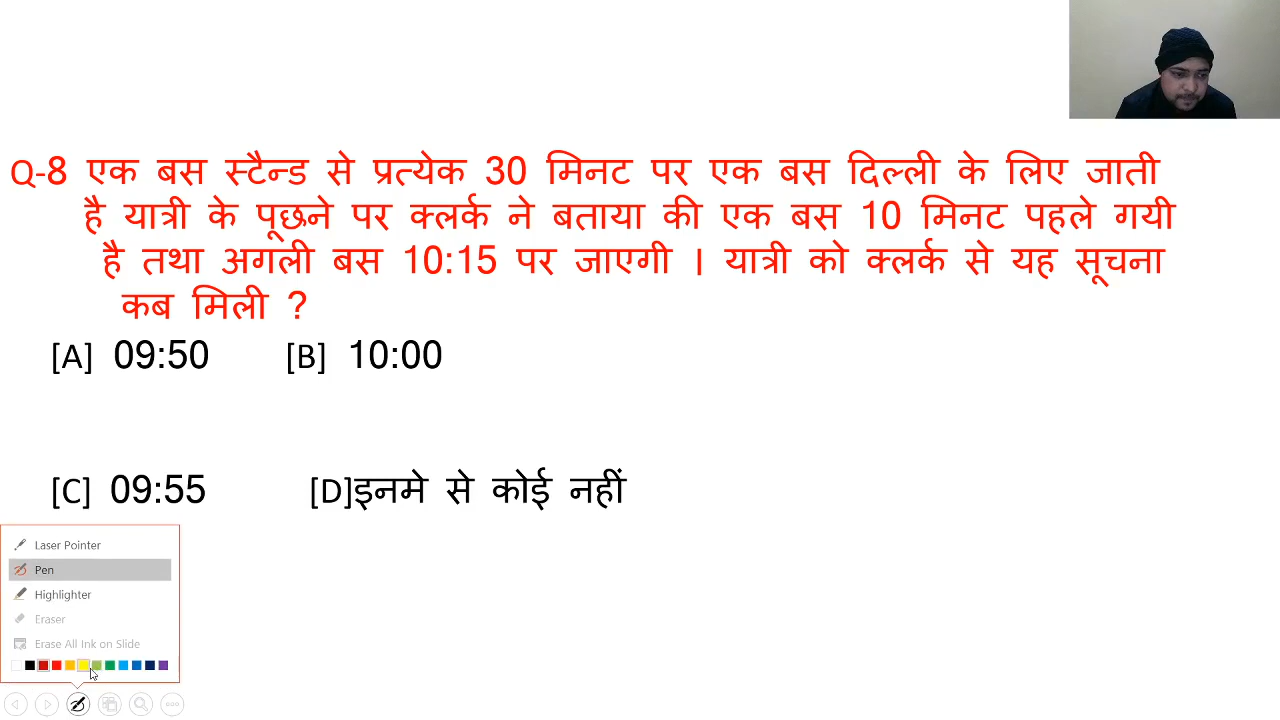 Q-8 एक बस स्टैन्ड से प्रत्येक 30 मिनट पर एक बस दिल्ली के लिए जाती
है यात्री के पूछने पर क्लर्क ने बताया की एक बस 10 मिनट पहले गयी
है तथा अगली बस 10:15 पर जाएगी । यात्री को क्लर्क से यह सूचना
कब मिली ?
[A] 09:50 [B] 10:00
[C] 09:55 [D]इनमे से कोई नहीं
Laser Pointer
Pen
Highlighter
Eraser
Erase All Ink on Slide